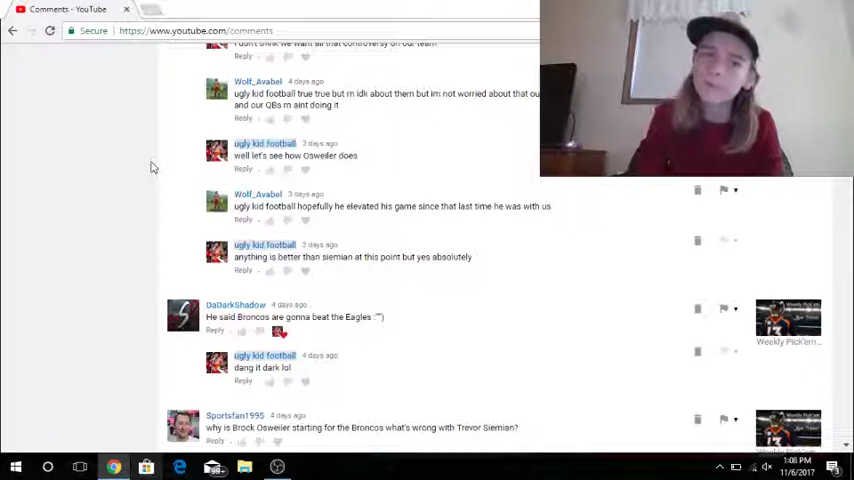 Comments - YouTube
Secure https://www.youtube.com/comments
I don't think we want all that controversy on our team
Reply
Wolf_Avabel 4 days ago
ugly kid football true true but rn idk about them but im not worried about that ou
and our QBs rn aint doing it
Reply
ugly kid football 3 days ago
well let's see how Osweiler does
Reply
Wolf_Avabel 3 days ago
ugly kid football hopefully he elevated his game since that last time he was with us
Reply
ugly kid football 3 days ago
anything is better than siemian at this point but yes absolutely
Reply
DaDarkShadow 4 days ago
He said Broncos are gonna beat the Eagles :"")
Reply
Weekly Pick'em...
ugly kid football 4 days ago
dang it dark lol
Reply
Sportsfan1995 4 days ago
why is Brock Osweiler starting for the Broncos what's wrong with Trevor Siemian?
Reply
99+
1:08 PM
11/6/2017